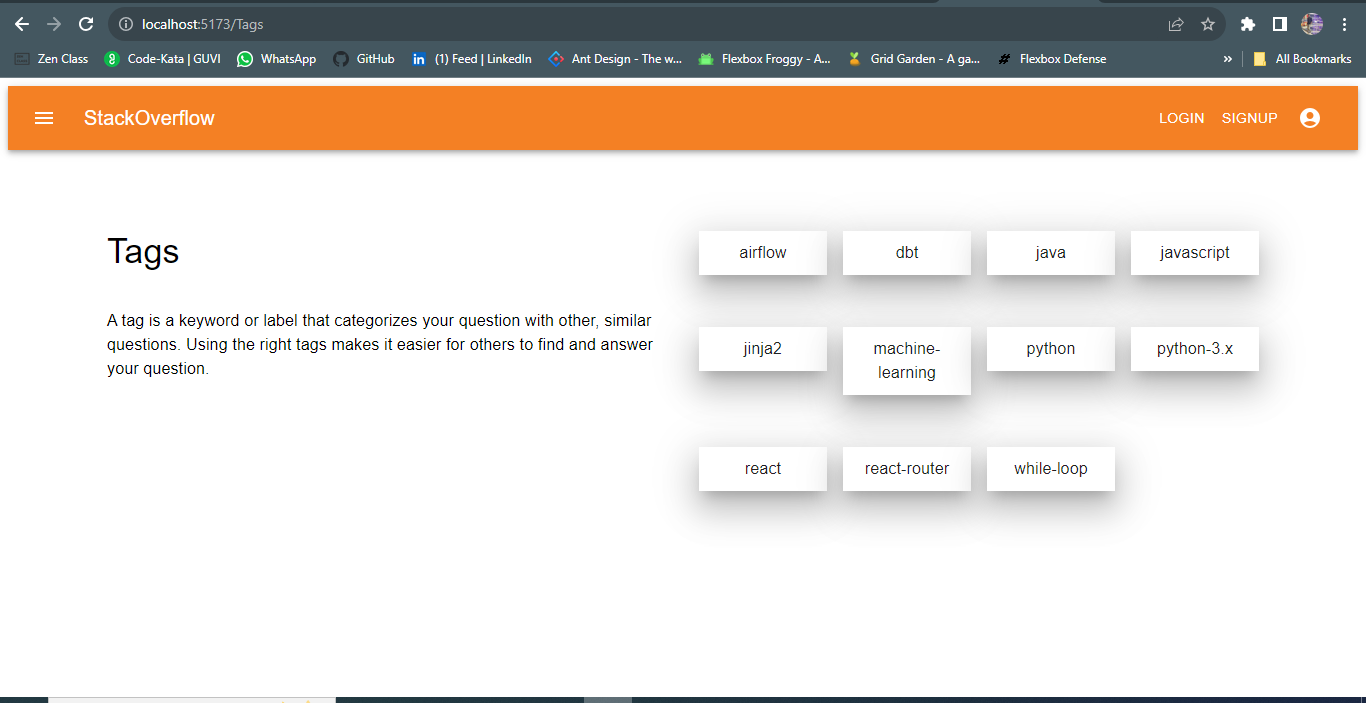 localhost:5173/Tags
Zen Class
Code-Kata | GUVI
WhatsApp
GitHub
in
(1) Feed | LinkedIn
Ant Design - The w...
Flexbox Froggy - A...
Grid Garden - A ga...
#
Flexbox Defense
»
All Bookmarks
StackOverflow
LOGIN
SIGNUP
Tags
A tag is a keyword or label that categorizes your question with other, similar
questions. Using the right tags makes it easier for others to find and answer
your question.
airflow
dbt
java
javascript
jinja2
machine-
learning
python
python-3.x
react
react-router
while-loop